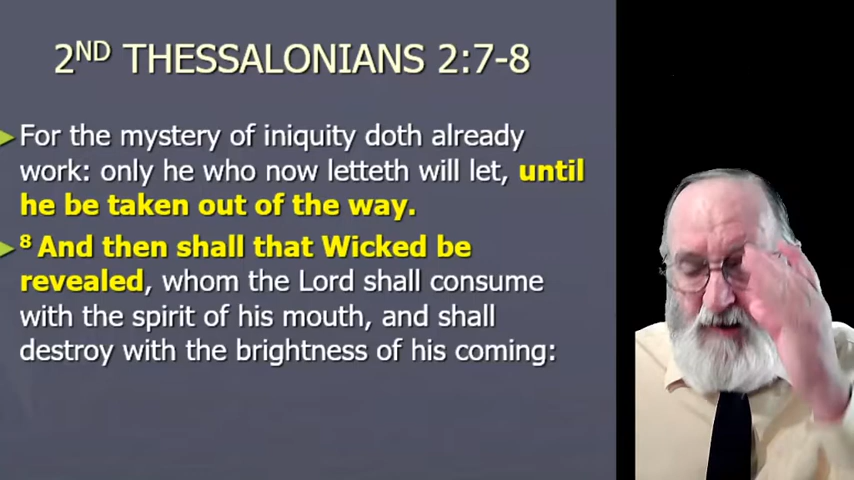 2ND THESSALONIANS 2:7-8
For the mystery of iniquity doth already
work: only he who now letteth will let, until
he be taken out of the way.
8 And then shall that Wicked be
revealed, whom the Lord shall consume
with the spirit of his mouth, and shall
destroy with the brightness of his coming: